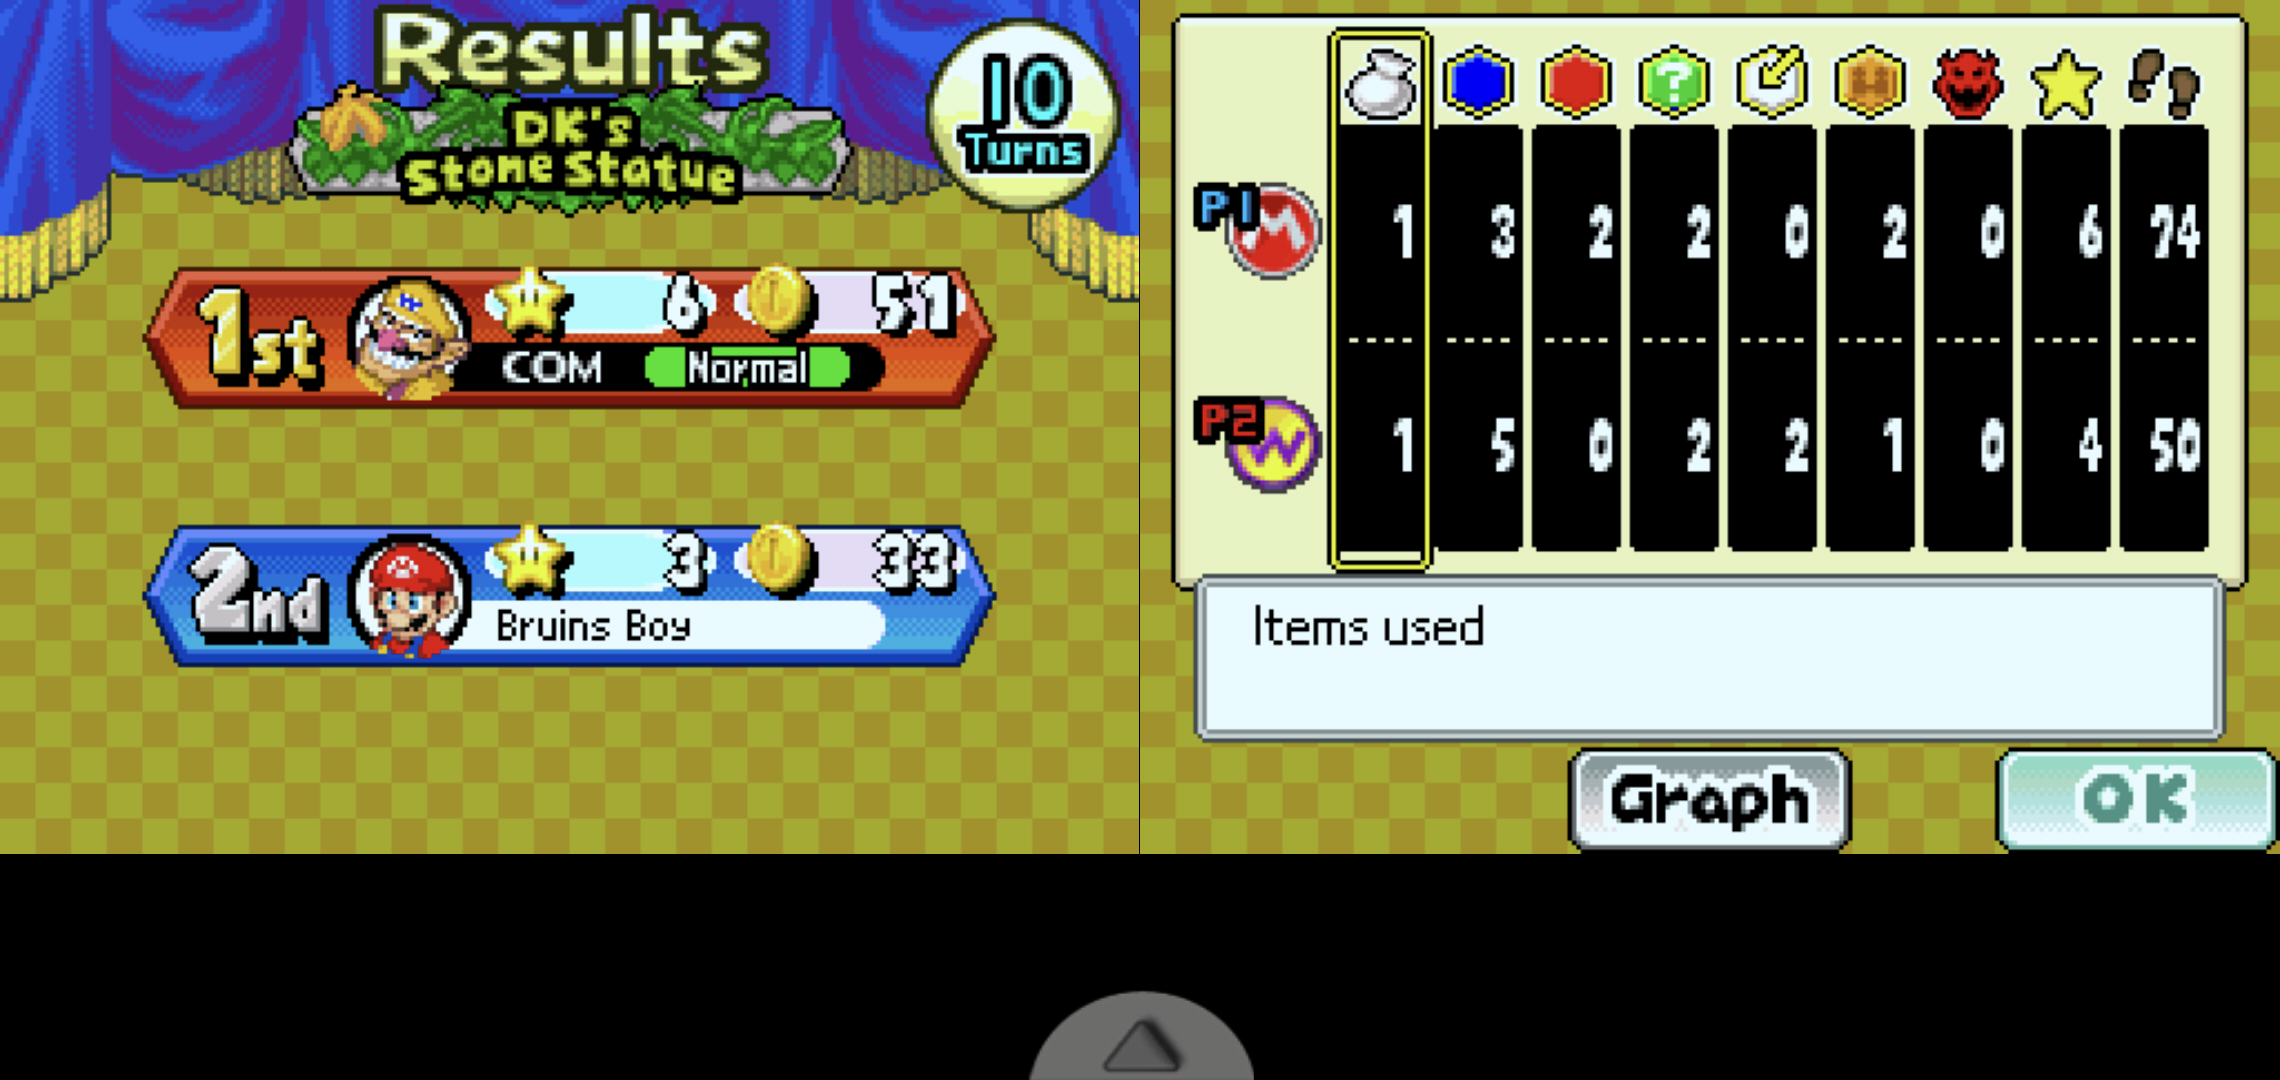 Results
DK's
Stone Statue
10
Turns
1st
6
51
COM
Normal
2nd
3
33
Bruins Boy
?
H
P1
M
1 3 2 2 0 2 0 6 74
P2
W
1 5 0 2 2 1 0 4 50
Items used
Graph
OK